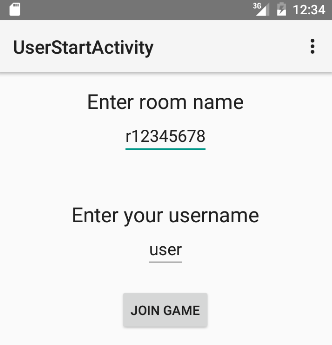 3G 12:34
UserStartActivity
Enter room name
r12345678
Enter your username
user
JOIN GAME